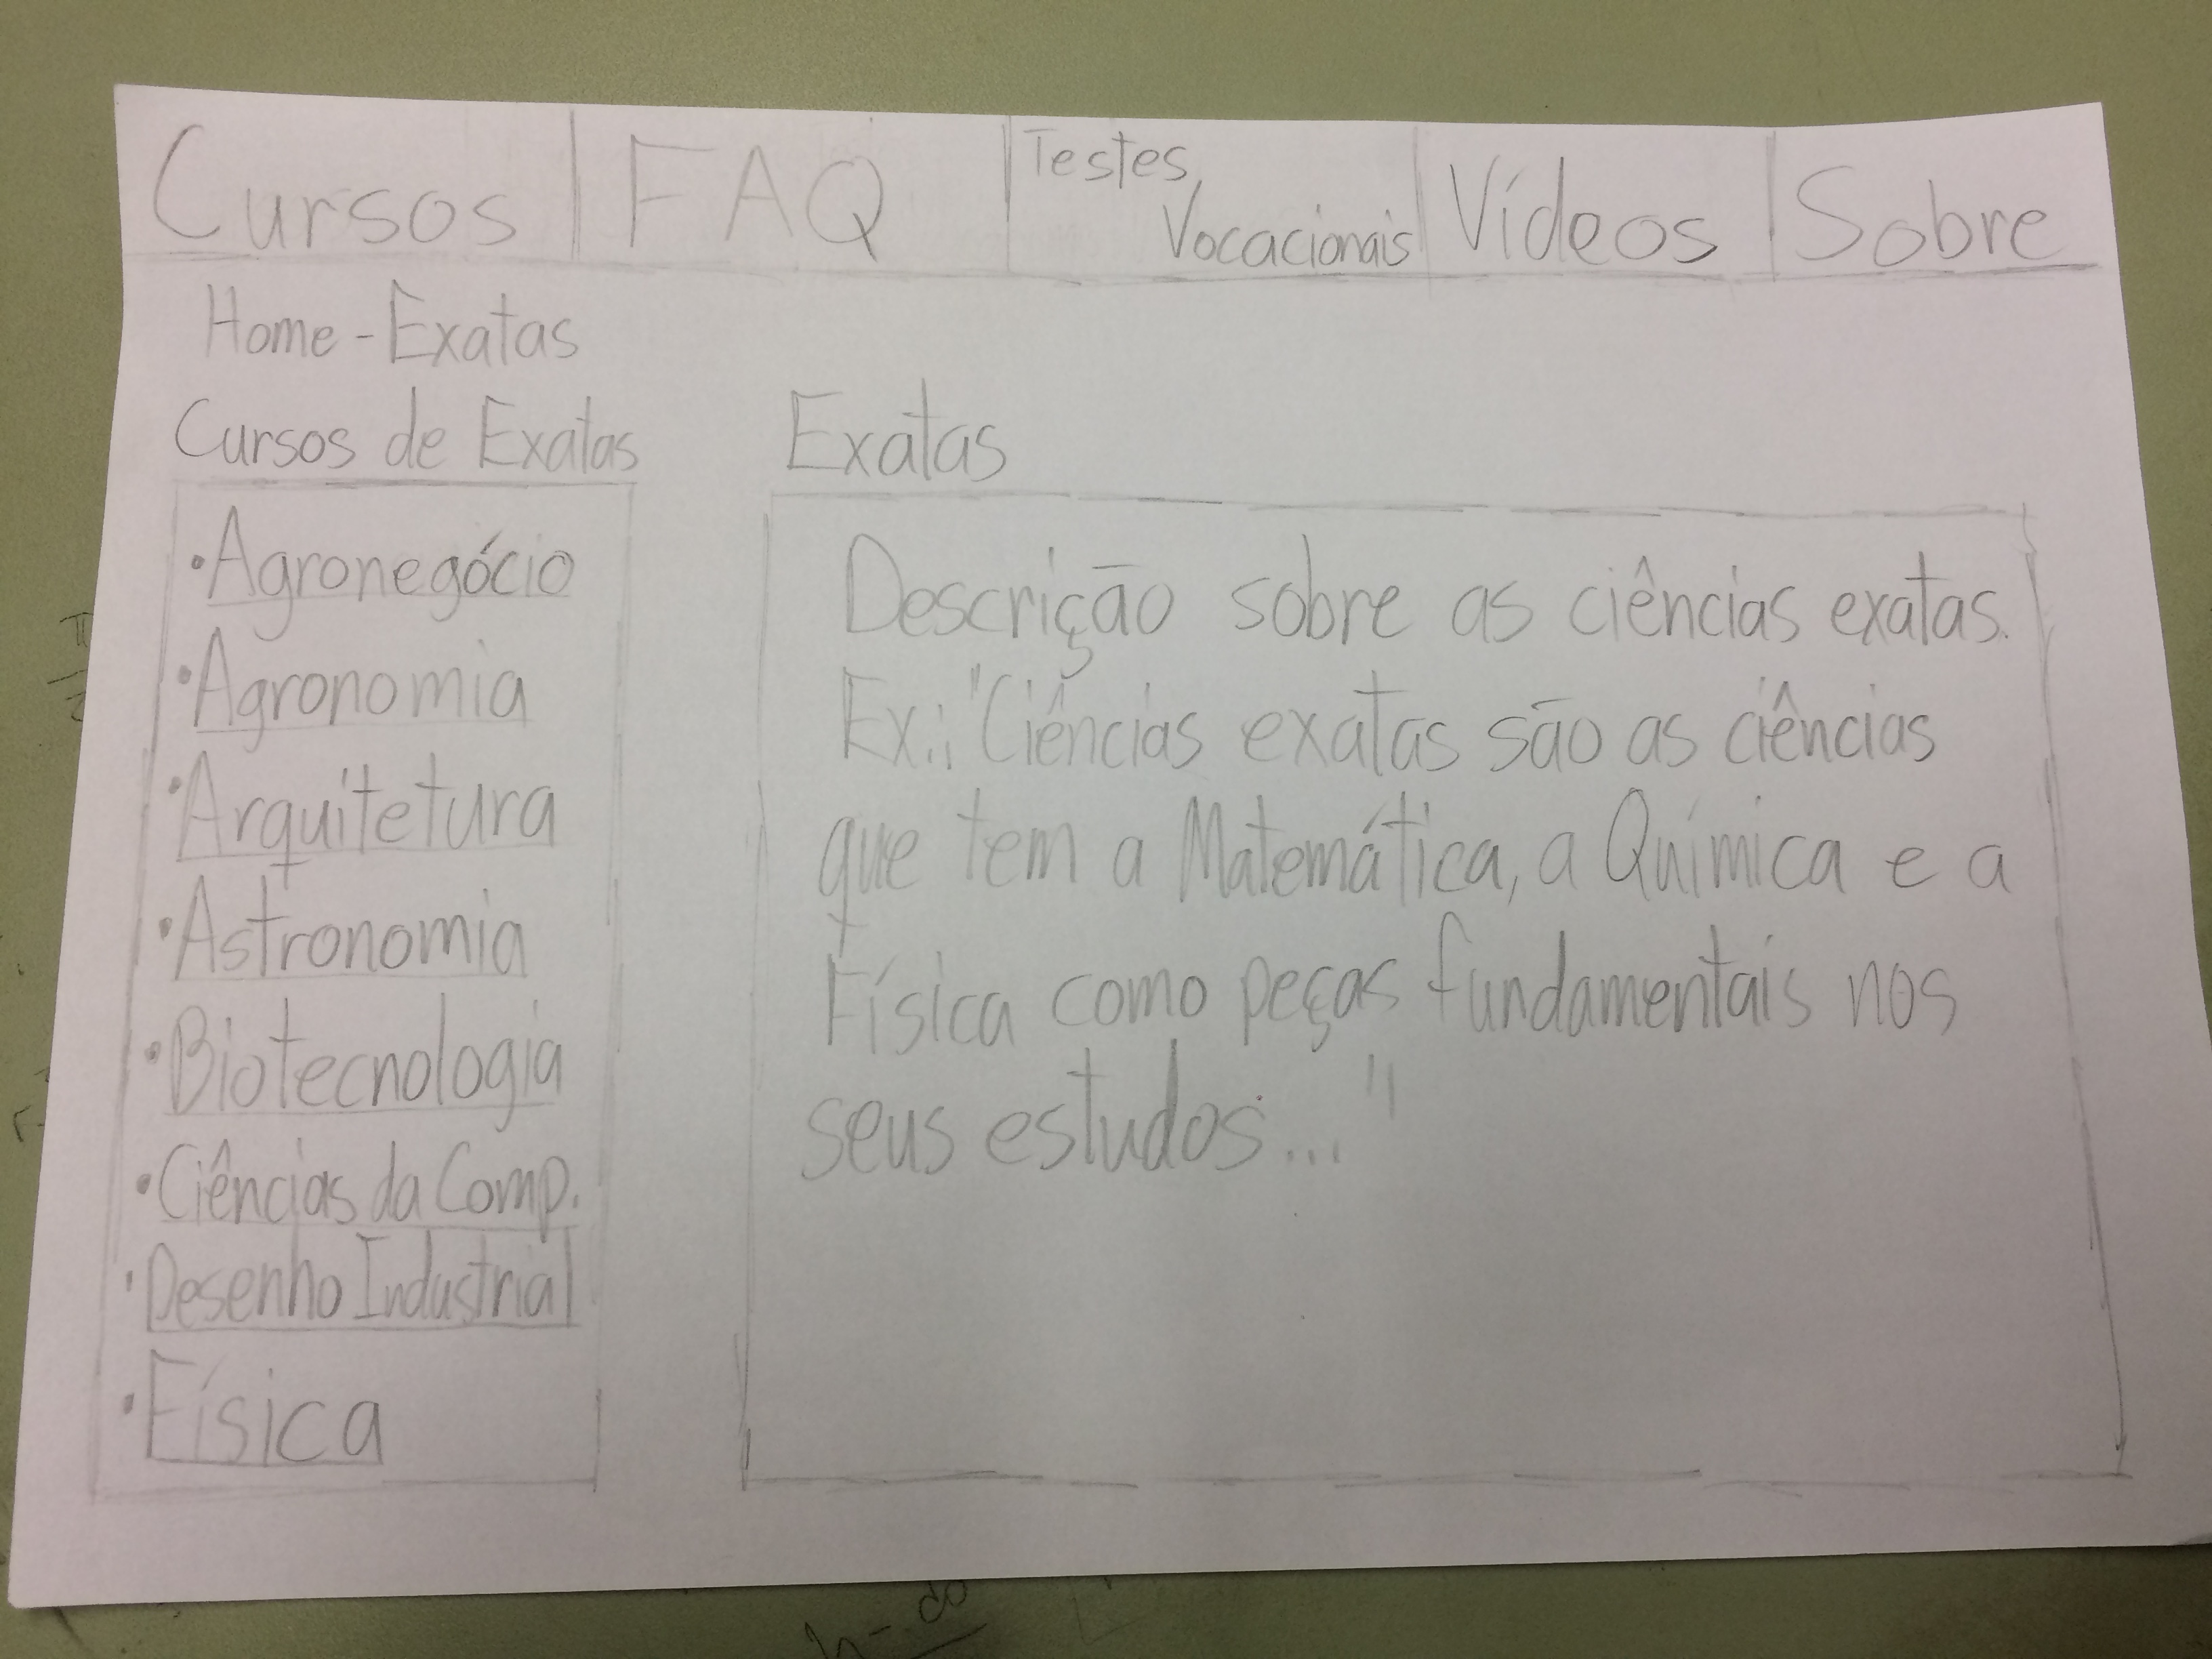 Cursos FAQ Testes Vocacionais Vídeos Sobre
Home - Exatas
Cursos de Exatas
• Agronegócio
• Agronomia
• Arquitetura
• Astronomia
• Biotecnologia
• Ciências da Comp.
• Desenho Industrial
• Física
Exatas
Descrição sobre as ciências exatas.
Ex.: "Ciências exatas são as ciências
que tem a Matemática, a Química e a
Física como peças fundamentais nos
seus estudos..."